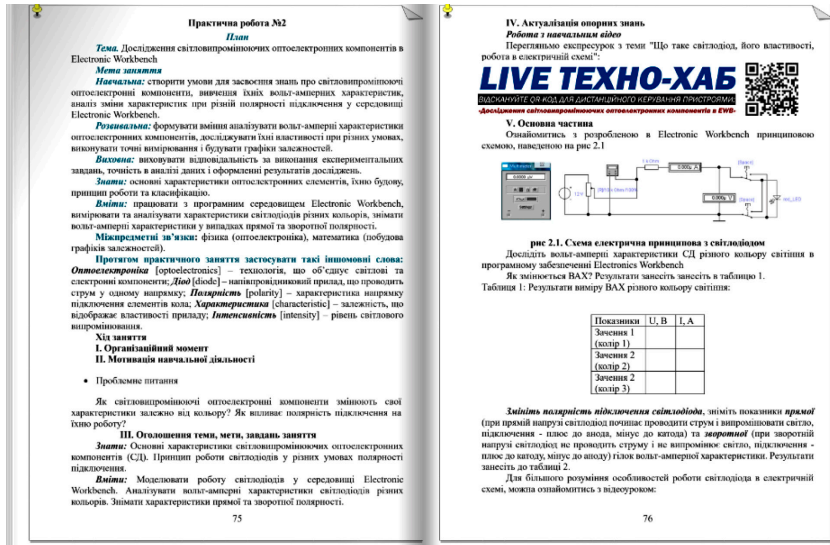 Практична робота №2
План
Тема. Дослідження світловипромінюючих оптоелектронних компонентів в
Electronic Workbench
Мета заняття
Навчальна: створити умови для засвоєння знань про світловипромінюючі
оптоелектронні компоненти, вивчення їхніх вольт-амперних характеристик,
аналіз зміни характеристик при різній полярності підключення у середовищі
Electronic Workbench.
Розвивальна: формувати вміння аналізувати вольт-амперні характеристики
оптоелектронних компонентів, досліджувати їхні властивості при різних умовах,
виконувати точні вимірювання і будувати графіки залежностей.
Виховна: виховувати відповідальність за виконання експериментальних
завдань, точність в аналізі даних і оформленні результатів досліджень.
Знати: основні характеристики оптоелектронних елементів, їхню будову,
принцип роботи та класифікацію.
Вміти: працювати з програмним середовищем Electronic Workbench,
вимірювати та аналізувати характеристики світлодіодів різних кольорів, знімати
вольт-амперні характеристики у випадках прямої та зворотної полярності.
Міжпредметні зв'язки: фізика (оптоелектроніка), математика (побудова
графіків залежностей).
Протягом практичного заняття застосувати такі іншомовні слова:
Оптоелектроніка [optoelectronics] – технологія, що об'єднує світлові та
електронні компоненти; Діод [diode] – напівпровідниковий прилад, що проводить
струм у одному напрямку; Полярність [polarity] – характеристика напрямку
підключення елементів кола; Характеристика [characteristic] – залежність, що
відображає властивості приладу; Інтенсивність [intensity] – рівень світлового
випромінювання.
Хід заняття
І. Організаційний момент
ІІ. Мотивація навчальної діяльності
• Проблемне питання
Як світловипромінюючі оптоелектронні компоненти змінюють свої
характеристики залежно від кольору? Як впливає полярність підключення на
їхню роботу?
ІІІ. Оголошення теми, мети, завдань заняття
Знати: Основні характеристики світловипромінюючих оптоелектронних
компонентів (СД). Принцип роботи світлодіодів у різних умовах полярності
підключення.
Вміти: Моделювати роботу світлодіодів у середовищі Electronic
Workbench. Аналізувати вольт-амперні характеристики світлодіодів різних
кольорів. Знімати характеристики прямої та зворотної полярності.
75
IV. Актуалізація опорних знань
Робота з навчальним відео
Перегляньмо експресурок з теми "Що таке світлодіод, його властивості,
робота в електричній схемі":
LIVE ТЕХНО-ХАБ
ВІДСКАНУЙТЕ QR-КОД ДЛЯ ДИСТАНЦІЙНОГО КЕРУВАННЯ ПРИСТРОЯМИ:
«Дослідження світловипромінюючих оптоелектронних компонентів в EWB»
V. Основна частина
Ознайомитись з розробленою в Electronic Workbench принциповою
схемою, наведеною на рис 2.1
12 V
1 k Ohm
0.000µ A
0.000µ V
[Space]
[Space]
red_LED
рис 2.1. Схема електрична принципова з світлодіодом
Дослідіть вольт-амперні характеристики СД різного кольору світіння в
програмному забезпеченні Electronics Workbench
Як змінюється ВАХ? Результати занесіть занесіть в таблицю 1.
Таблиця 1: Результати виміру ВАХ різного кольору світіння:
Показники U, В I, А
Зачення 1
(колір 1)
Зачення 2
(колір 2)
Зачення 2
(колір 3)
Змініть полярність підключення світлодіода, зніміть показники прямої
(при прямій напрузі світлодіод починає проводити струм і випромінювати світло,
підключення - плюс до анода, мінус до катода) та зворотної (при зворотній
напрузі світлодіод не проводить струму і не випромінює світло, підключення -
плюс до катоду, мінус до аноду) гілок вольт-амперної характеристики. Результати
занесіть до таблиці 2.
Для більшого розуміння особливостей роботи світлодіода в електричній
схемі, можна ознайомитись з відеоуроком:
76